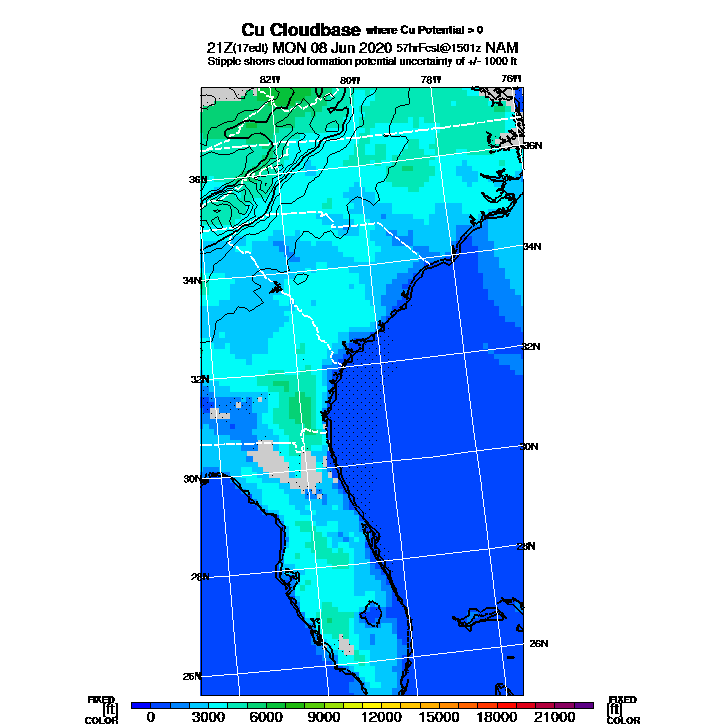 Cu Cloudbase where Cu Potential > 0
21Z(17edt) MON 08 Jun 2020 57hrFcst@1501z NAM
Stipple shows cloud formation potential uncertainty of +/- 1000 ft
82W 80W 78W 76W
36N
36N
34N
34N
32N
32N
30N
30N
28N
28N
26N
26N
FIXED FIXED
[ft] [ft]
COLOR COLOR
0 3000 6000 9000 12000 15000 18000 21000